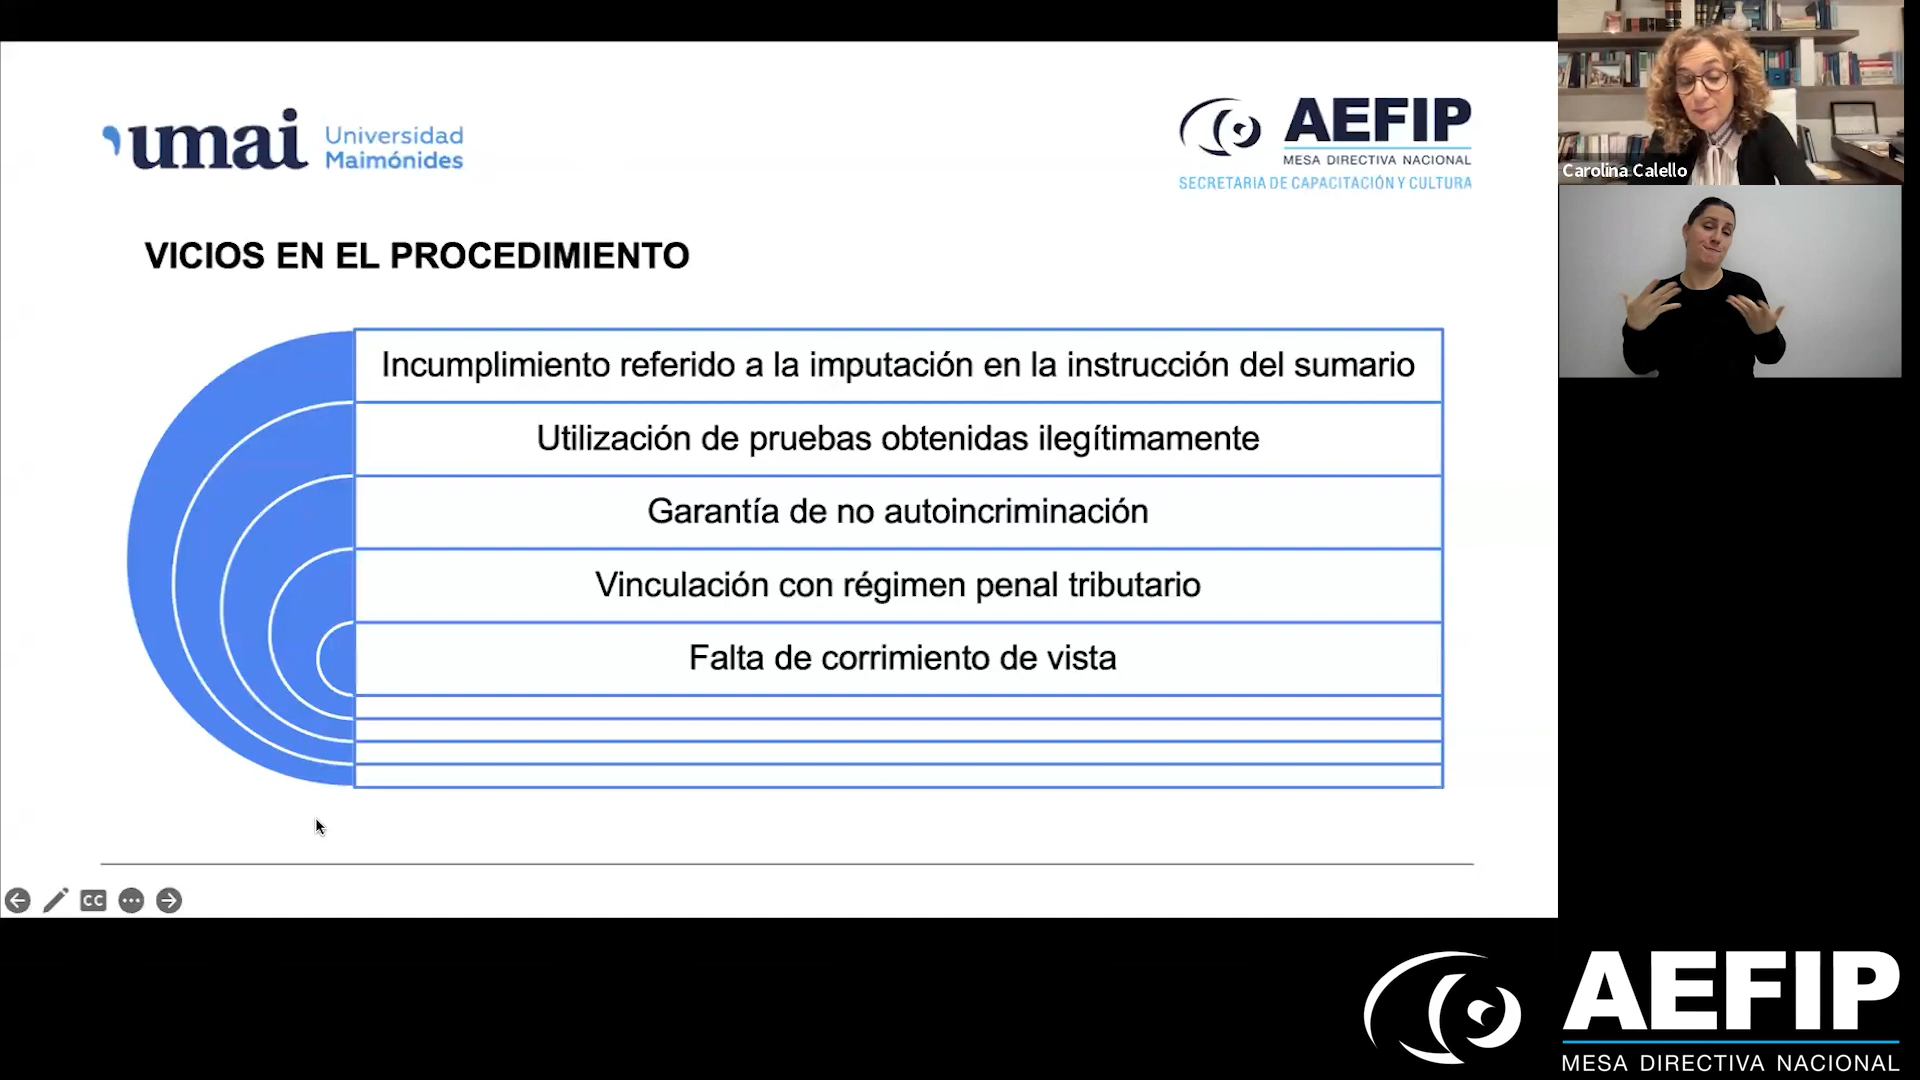 umai Universidad
Maimónides
AEFIP
MESA DIRECTIVA NACIONAL
SECRETARIA DE CAPACITACIÓN Y CULTURA
VICIOS EN EL PROCEDIMIENTO
Incumplimiento referido a la imputación en la instrucción del sumario
Utilización de pruebas obtenidas ilegítimamente
Garantía de no autoincriminación
Vinculación con régimen penal tributario
Falta de corrimiento de vista
CC
Carolina Calello
AEFIP
MESA DIRECTIVA NACIONAL